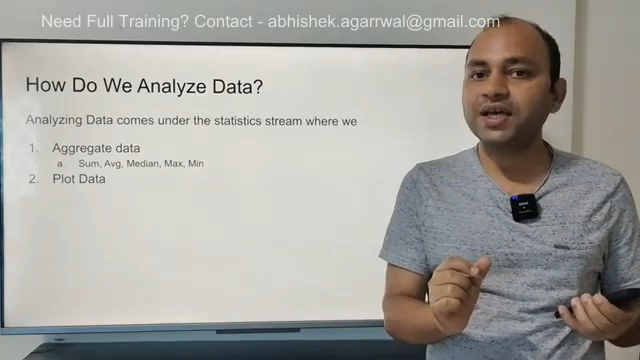 Need Full Training? Contact - abhishek.agarrwal@gmail.com
How Do We Analyze Data?
Analyzing Data comes under the statistics stream where we
1. Aggregate data
a. Sum, Avg, Median, Max, Min
2. Plot Data